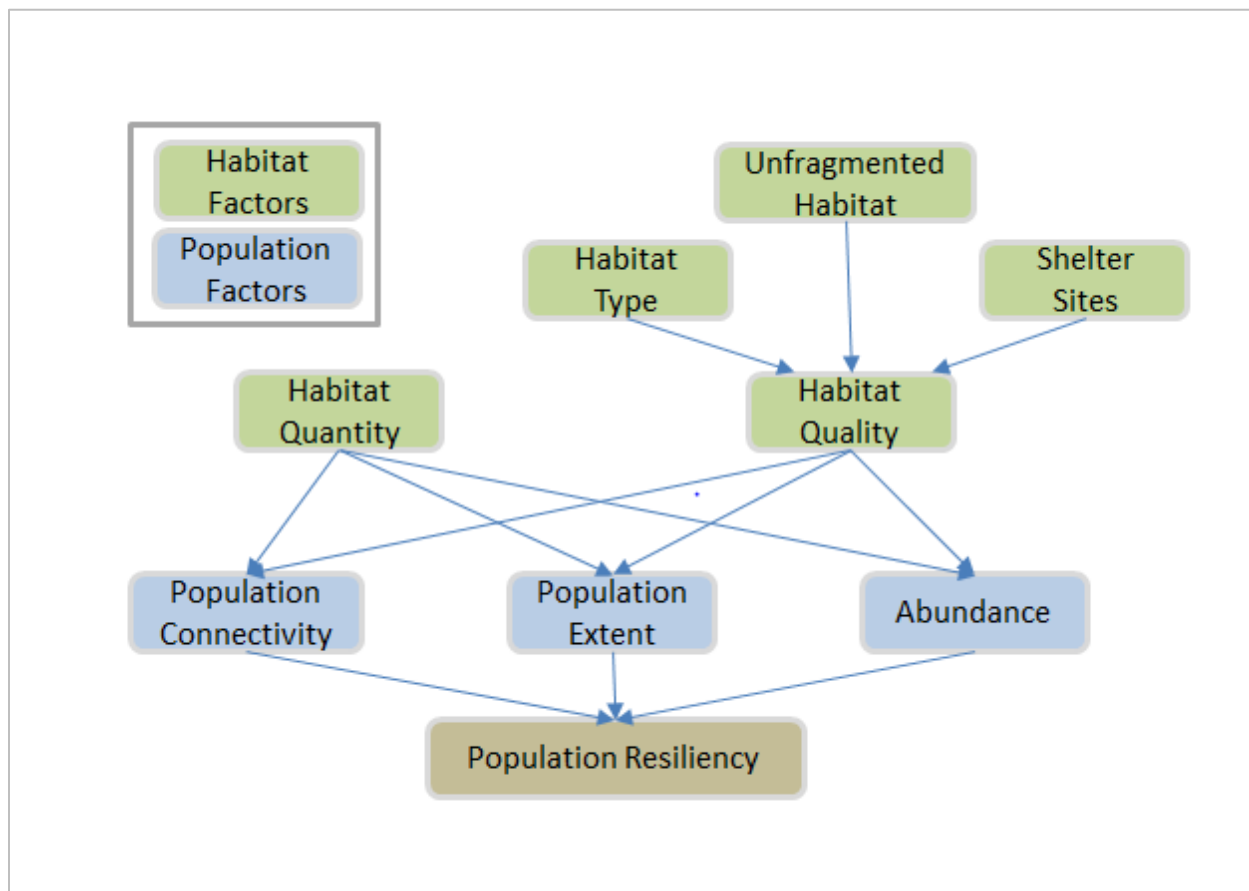 Habitat
Factors
Population
Factors
Unfragmented
Habitat
Habitat
Type
Shelter
Sites
Habitat
Quantity
Habitat
Quality
Population
Connectivity
Population
Extent
Abundance
Population Resiliency